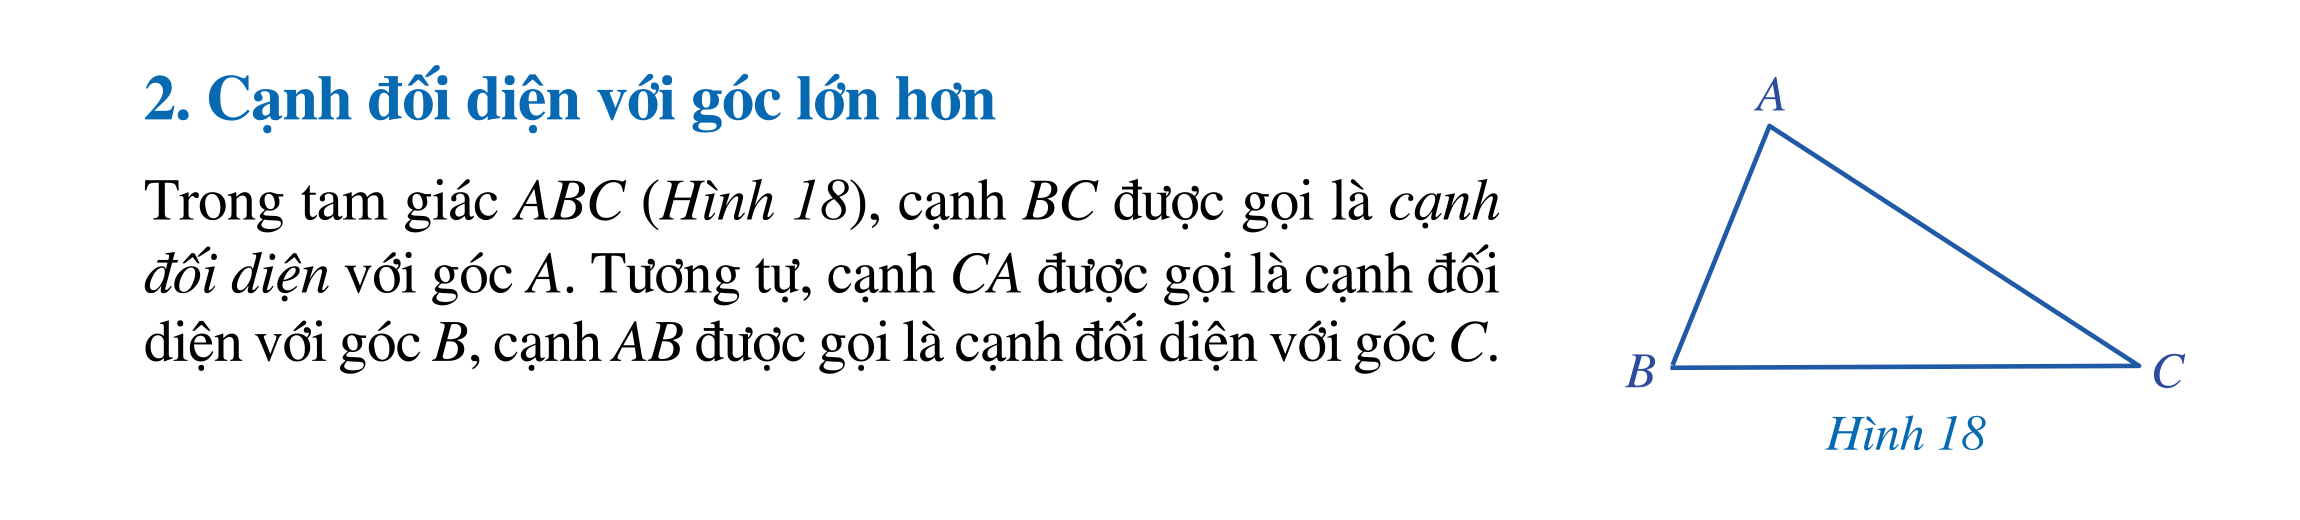 2. Cạnh đối diện với góc lớn hơn
Trong tam giác ABC (Hình 18), cạnh BC được gọi là cạnh
đối diện với góc A. Tương tự, cạnh CA được gọi là cạnh đối
diện với góc B, cạnh AB được gọi là cạnh đối diện với góc C.
A
B
C
Hình 18